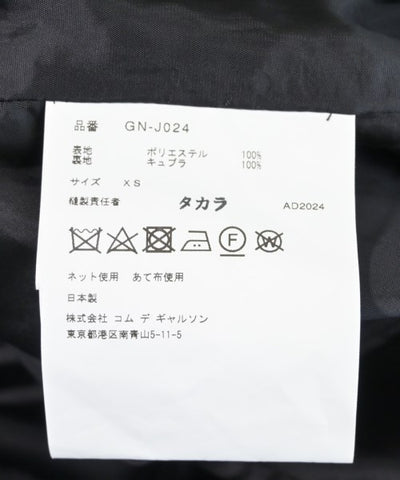 品番 GN-J024
表地 ポリエステル 100%
裏地 キュプラ 100%
サイズ XS
縫製責任者 タカラ AD2024
F W
ネット使用 あて布使用
日本製
株式会社 コム デ ギャルソン
東京都港区南青山5-11-5